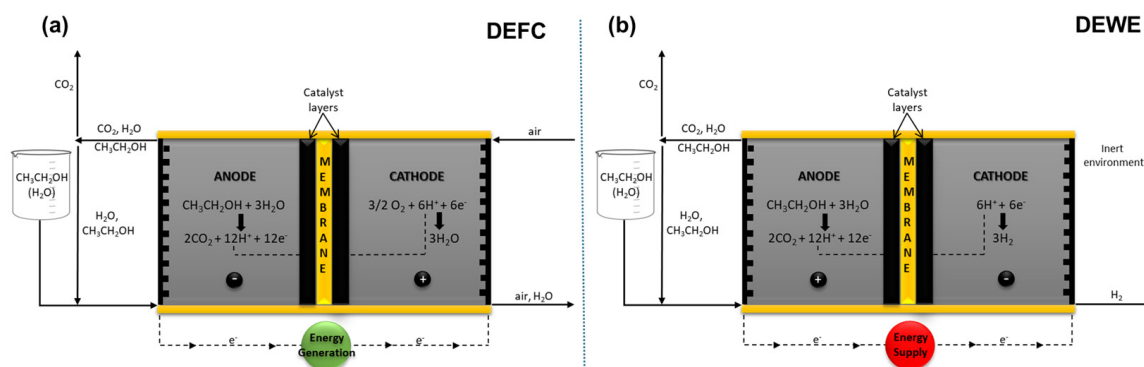 (a)
DEFC
CO₂
Catalyst
layers
CO₂, H₂O
CH₃CH₂OH
air
CH₃CH₂OH
(H₂O)
H₂O,
CH₃CH₂OH
ANODE
CH₃CH₂OH + 3H₂O
2CO₂ + 12H⁺ + 12e⁻
-
MEMBRANE
CATHODE
3/2 O₂ + 6H⁺ + 6e⁻
3H₂O
+
air, H₂O
e⁻
Energy
Generation
e⁻
(b)
DEWE
CO₂
Catalyst
layers
CO₂, H₂O
CH₃CH₂OH
Inert
environment
CH₃CH₂OH
(H₂O)
H₂O,
CH₃CH₂OH
ANODE
CH₃CH₂OH + 3H₂O
2CO₂ + 12H⁺ + 12e⁻
+
MEMBRANE
CATHODE
6H⁺ + 6e⁻
3H₂
-
H₂
e⁻
Energy
Supply
e⁻